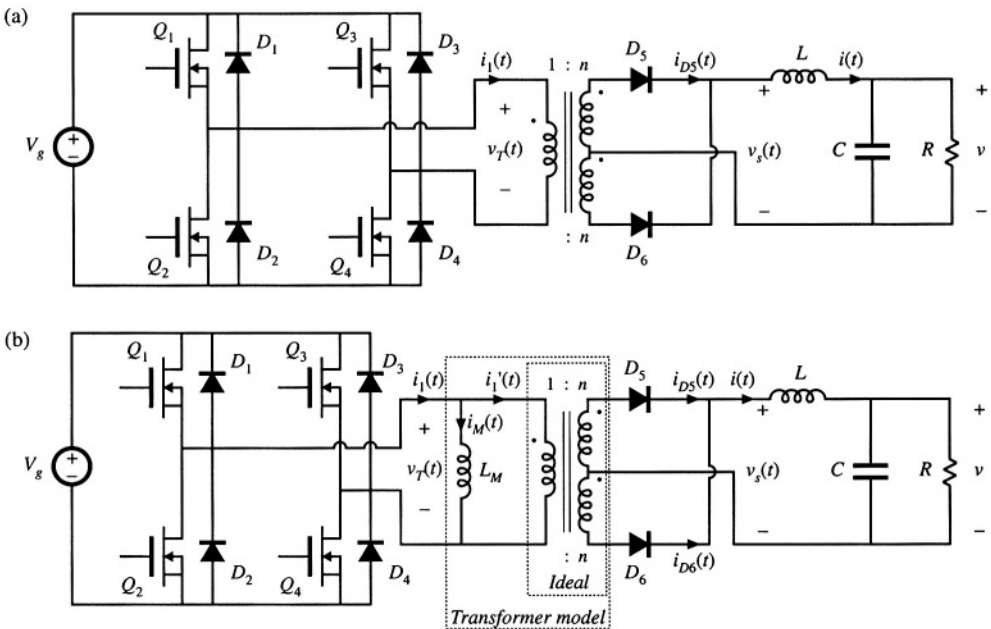 (a)
Q1
D1
Q3
D3
i1(t)
1 : n
D5
iD5(t)
L
i(t)
Vg
+
−
+
vT(t)
−
+
vs(t)
−
C
R
+
v
−
Q2
D2
Q4
D4
: n
D6
(b)
Q1
D1
Q3
D3
i1(t)
i1'(t)
1 : n
D5
iD5(t)
i(t)
L
Vg
+
−
+
vT(t)
−
iM(t)
LM
+
vs(t)
−
C
R
+
v
−
Q2
D2
Q4
D4
: n
D6
iD6(t)
Ideal
Transformer model